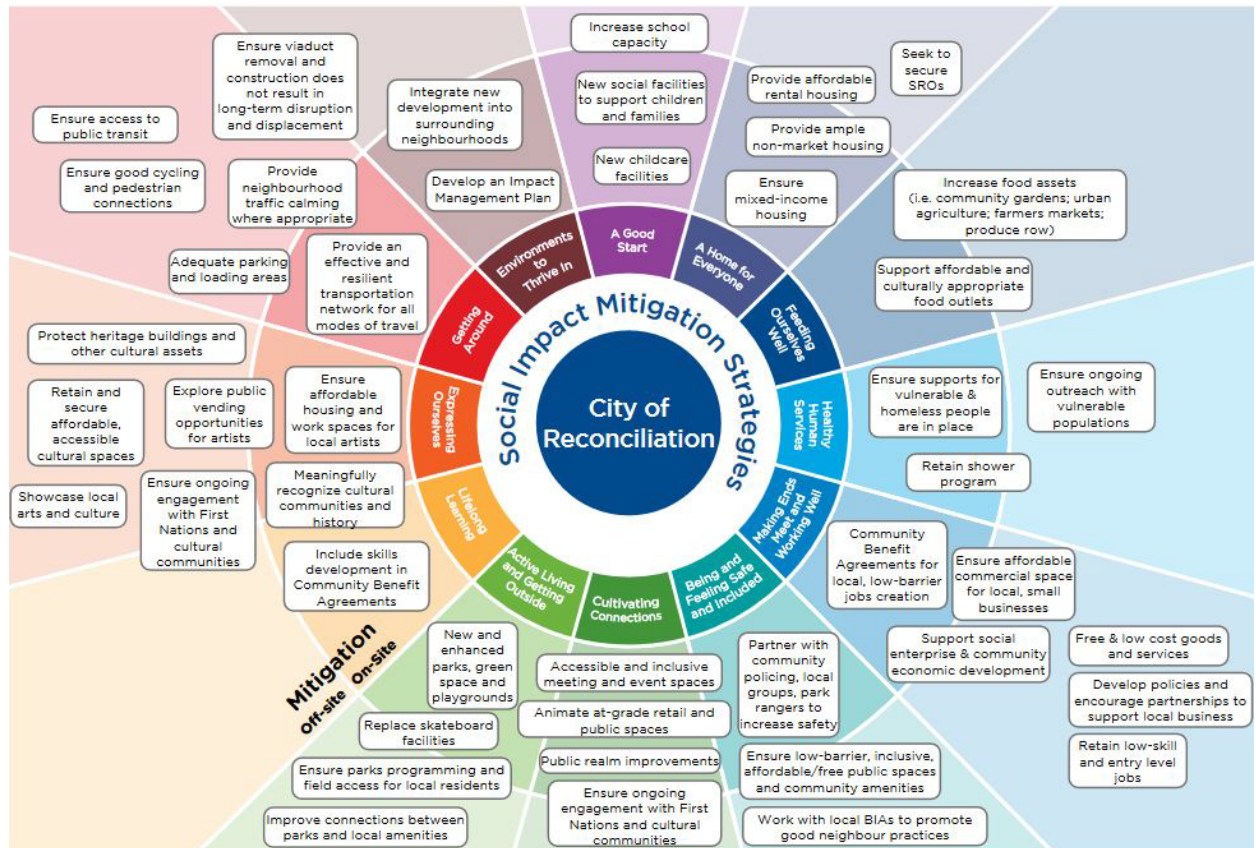 Increase school
capacity
New social facilities
to support children
and families
New childcare
facilities
Seek to
secure
SROs
Provide affordable
rental housing
Provide ample
non-market housing
Ensure
mixed-income
housing
Increase food assets
(i.e. community gardens; urban
agriculture; farmers markets;
produce row)
Support affordable and
culturally appropriate
food outlets
Ensure supports for
vulnerable &
homeless people
are in place
Ensure ongoing
outreach with
vulnerable
populations
Retain shower
program
Community
Benefit
Agreements for
local, low-barrier
jobs creation
Ensure affordable
commercial space
for local, small
businesses
Support social
enterprise & community
economic development
Free & low cost goods
and services
Develop policies and
encourage partnerships to
support local business
Retain low-skill
and entry level
jobs
Partner with
community
policing, local
groups, park
rangers to
increase safety
Ensure low-barrier, inclusive,
affordable/free public spaces
and community amenities
Work with local BIAs to promote
good neighbour practices
Accessible and inclusive
meeting and event spaces
Animate at-grade retail and
public spaces
Public realm improvements
Ensure ongoing
engagement with First
Nations and cultural
communities
New and
enhanced
parks, green
space and
playgrounds
Replace skateboard
facilities
Ensure parks programming and
field access for local residents
Improve connections between
parks and local amenities
Include skills
development in
Community Benefit
Agreements
Mitigation
On-Site
Off-site
Protect heritage buildings and
other cultural assets
Retain and
secure
affordable,
accessible
cultural spaces
Explore public
vending
opportunities
for artists
Ensure
affordable
housing and
work spaces for
local artists
Showcase local
arts and culture
Ensure ongoing
engagement
with First
Nations and
cultural
communities
Meaningfully
recognize cultural
communities and
history
Ensure access to
public transit
Ensure good cycling
and pedestrian
connections
Provide
neighbourhood
traffic calming
where appropriate
Adequate parking
and loading areas
Provide an
effective and
resilient
transportation
network for all
modes of travel
Ensure viaduct
removal and
construction does
not result in
long-term disruption
and displacement
Integrate new
development into
surrounding
neighbourhoods
Develop an Impact
Management Plan
A Good
Start
A Home for
Everyone
Feeding
Ourselves
Well
Healthy
Human
Services
Making Ends
Meet and
Working Well
Being and
Feeling Safe
and Included
Cultivating
Connections
Active Living
and Getting
Outside
Lifelong
Learning
Expressing
Ourselves
Getting
Around
Environments
to
Thrive In
Social Impact Mitigation Strategies
City of
Reconciliation